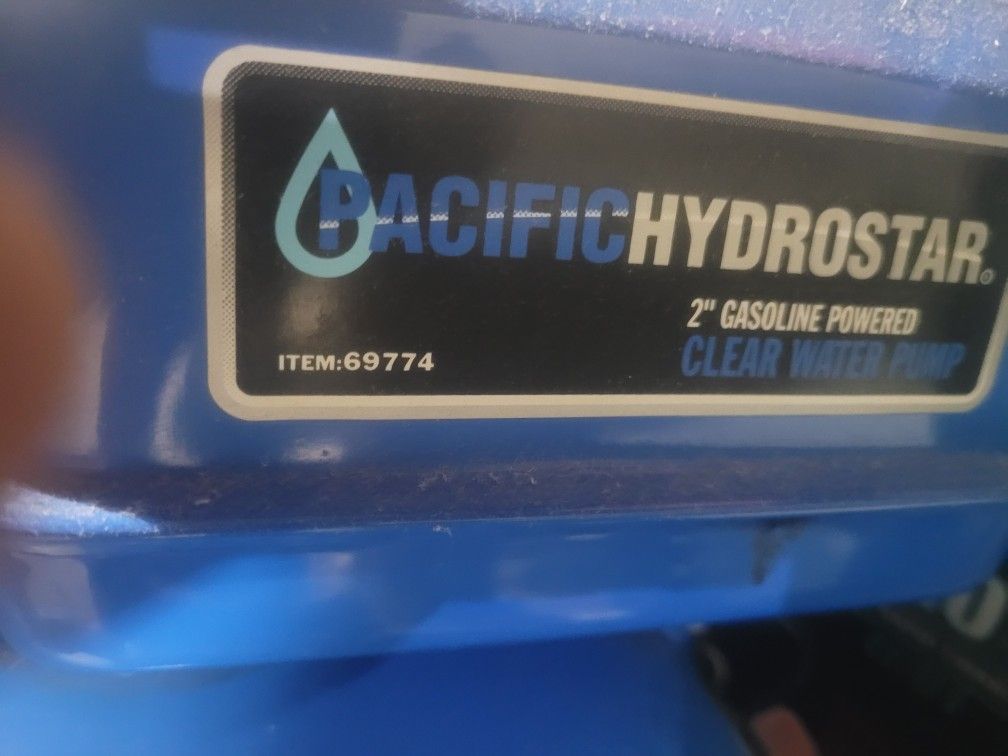 PACIFICHYDROSTAR®
2" GASOLINE POWERED
CLEAR WATER PUMP
ITEM:69774